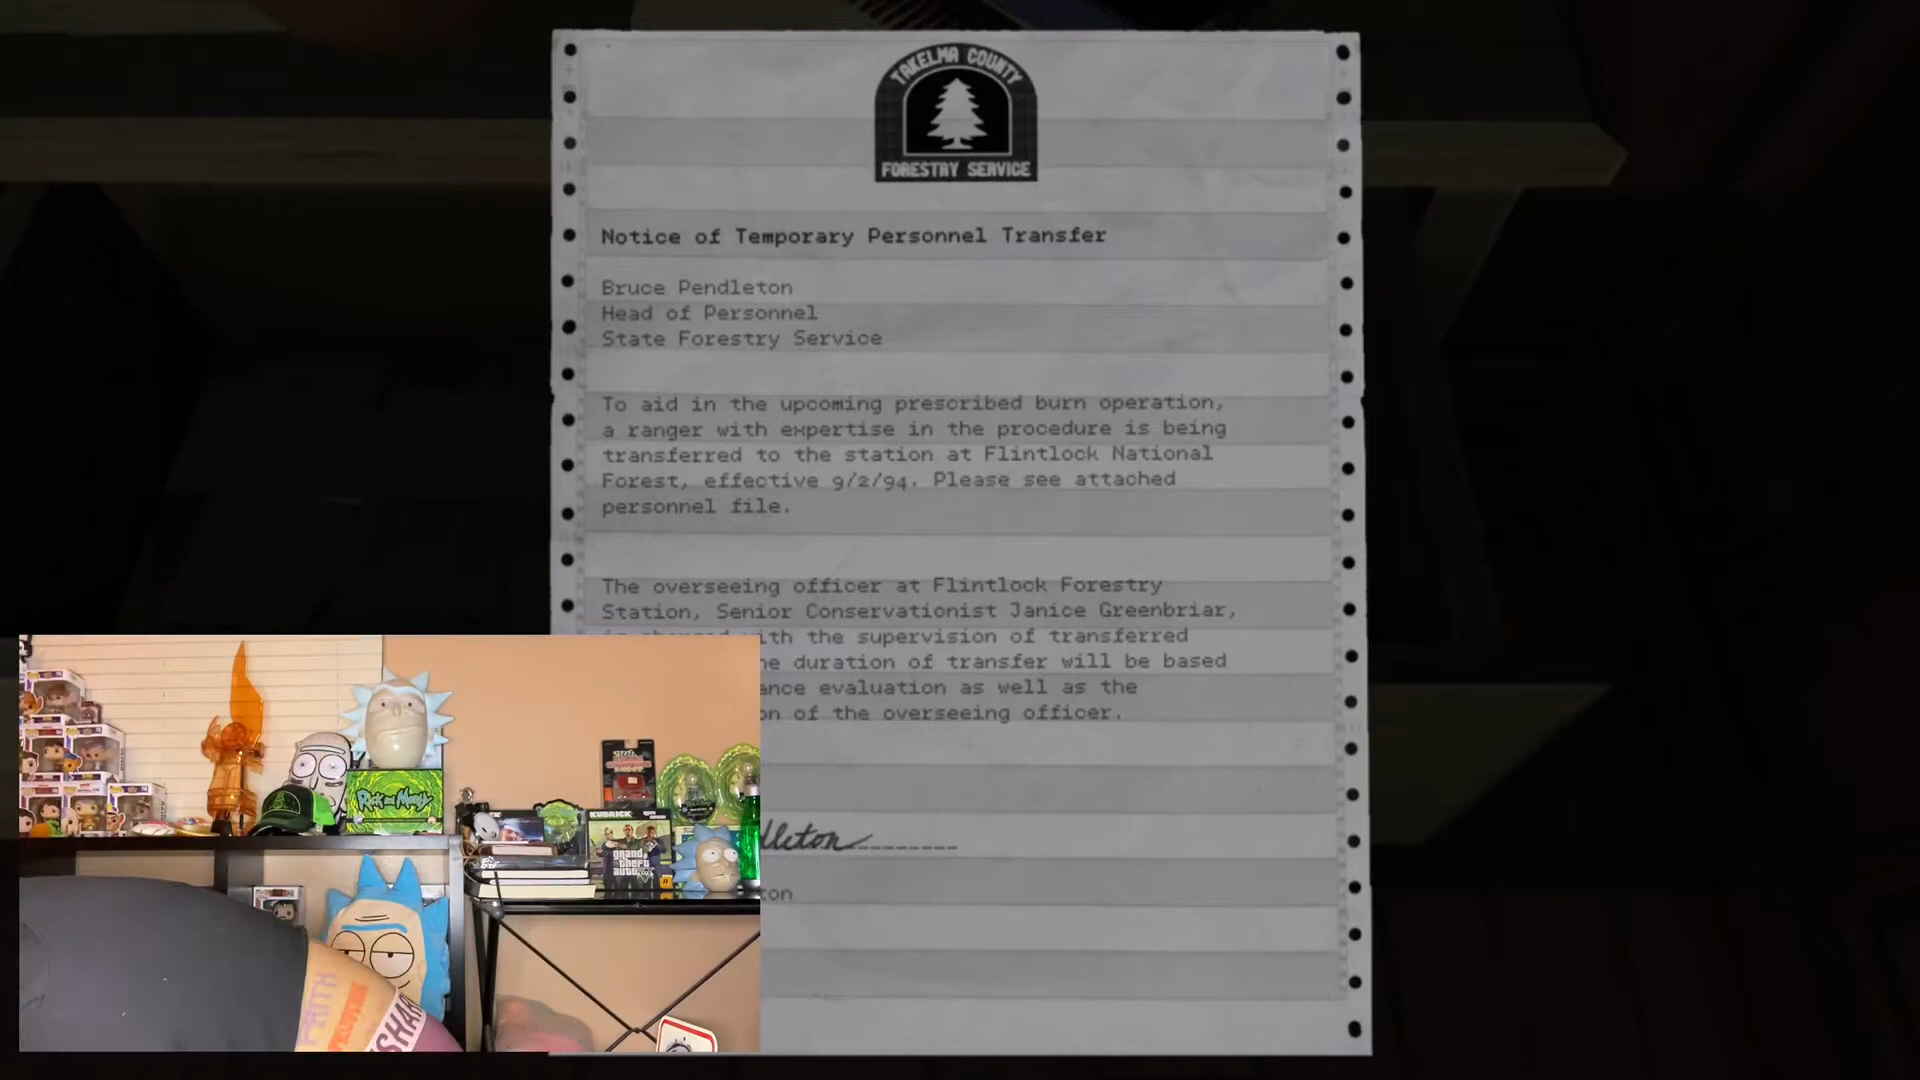 TAKELMA COUNTY
FORESTRY SERVICE
Notice of Temporary Personnel Transfer
Bruce Pendleton
Head of Personnel
State Forestry Service
To aid in the upcoming prescribed burn operation,
a ranger with expertise in the procedure is being
transferred to the station at Flintlock National
Forest, effective 9/2/94. Please see attached
personnel file.
The overseeing officer at Flintlock Forestry
Station, Senior Conservationist Janice Greenbriar,
with the supervision of transferred
duration of transfer will be based
evaluation as well as the
of the overseeing officer.
Rick and Morty
KUBRICK
grand
theft
auto
FAITH